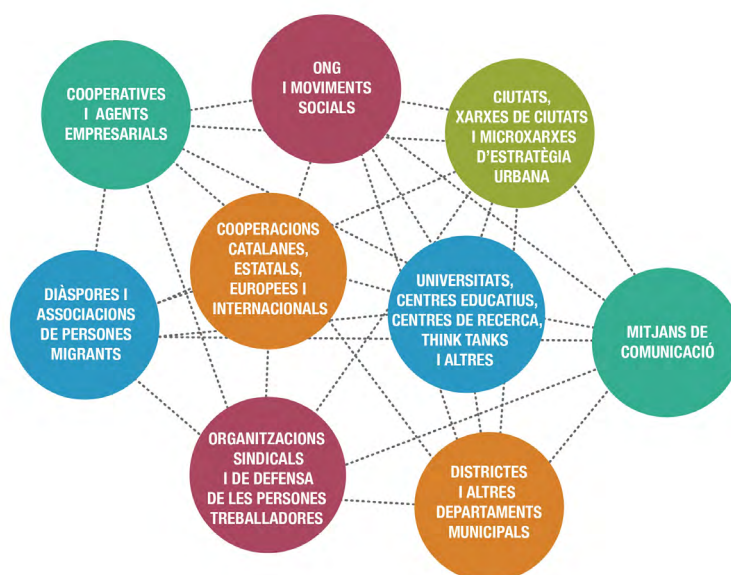 COOPERATIVES
I AGENTS
EMPRESARIALS
ONG
I MOVIMENTS
SOCIALS
CIUTATS,
XARXES DE CIUTATS
I MICROXARXES
D'ESTRATÈGIA
URBANA
COOPERACIONS
CATALANES,
ESTATALS,
EUROPEES I
INTERNACIONALS
DIÀSPORES I
ASSOCIACIONS
DE PERSONES
MIGRANTS
UNIVERSITATS,
CENTRES EDUCATIUS,
CENTRES DE RECERCA,
THINK TANKS
I ALTRES
MITJANS DE
COMUNICACIÓ
ORGANITZACIONS
SINDICALS
I DE DEFENSA
DE LES PERSONES
TREBALLADORES
DISTRICTES
I ALTRES
DEPARTAMENTS
MUNICIPALS